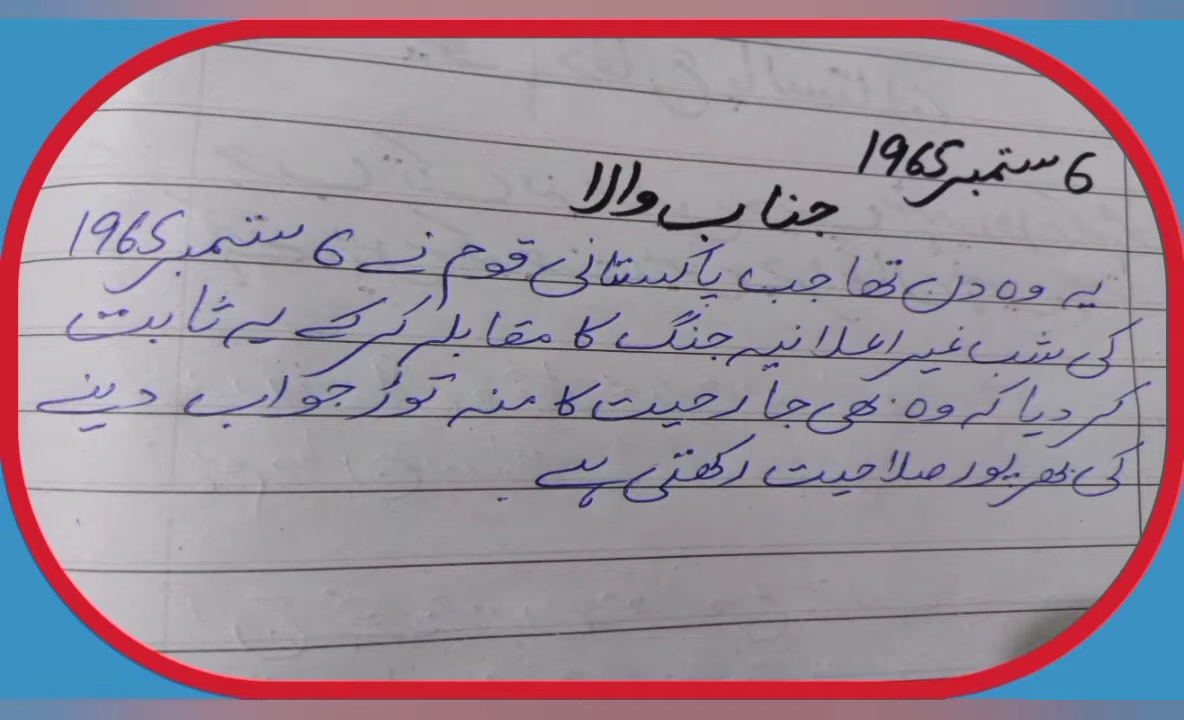 6 ستمبر 1965
جناب والا
یہ وہ دن تھا جب پاکستانی قوم نے 6 ستمبر 1965
کی شب غیر اعلانیہ جنگ کا مقابلہ کرکے یہ ثابت
کر دیا کہ وہ بھی جارحیت کا منہ توڑ جواب دینے
کی بھرپور صلاحیت رکھتی ہے۔